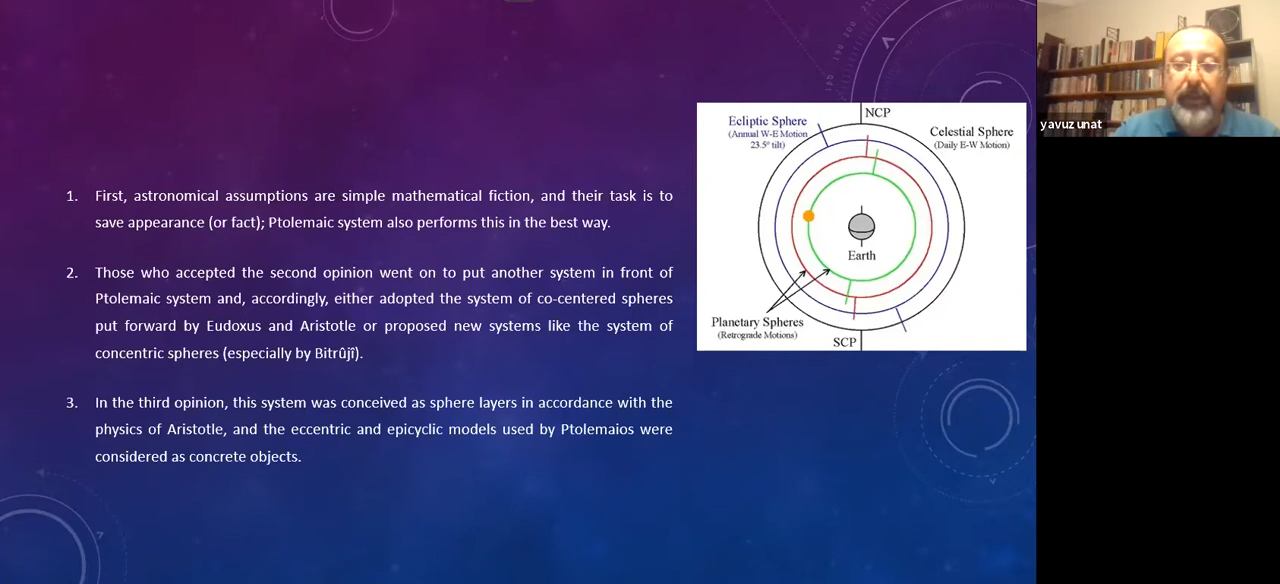 1. First, astronomical assumptions are simple mathematical fiction, and their task is to
save appearance (or fact); Ptolemaic system also performs this in the best way.
2. Those who accepted the second opinion went on to put another system in front of
Ptolemaic system and, accordingly, either adopted the system of co-centered spheres
put forward by Eudoxus and Aristotle or proposed new systems like the system of
concentric spheres (especially by Bitrûjî).
3. In the third opinion, this system was conceived as sphere layers in accordance with the
physics of Aristotle, and the eccentric and epicyclic models used by Ptolemaios were
considered as concrete objects.
NCP
Ecliptic Sphere
(Annual W-E Motion
23.5° tilt)
Celestial Sphere
(Daily E-W Motion)
Earth
Planetary Spheres
(Retrograde Motions)
SCP
yavuz unat